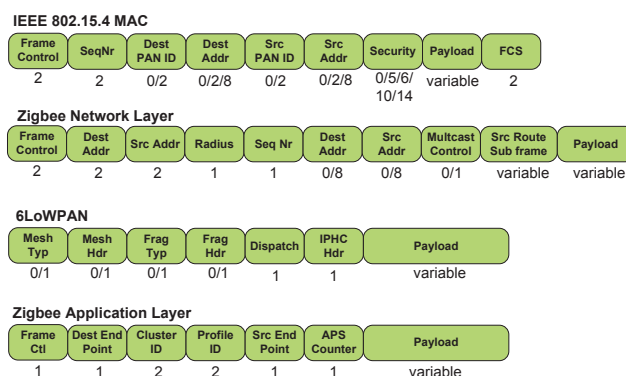 IEEE 802.15.4 MAC
Frame Control SeqNr Dest PAN ID Dest Addr Src PAN ID Src Addr Security Payload FCS
2 2 0/2 0/2/8 0/2 0/2/8 0/5/6/10/14 variable 2
Zigbee Network Layer
Frame Control Dest Addr Src Addr Radius Seq Nr Dest Addr Src Addr Multcast Control Src Route Sub frame Payload
2 2 2 1 1 0/8 0/8 0/1 variable variable
6LoWPAN
Mesh Typ Mesh Hdr Frag Typ Frag Hdr Dispatch IPHC Hdr Payload
0/1 0/1 0/1 0/1 1 1 variable
Zigbee Application Layer
Frame Ctl Dest End Point Cluster ID Profile ID Src End Point APS Counter Payload
1 1 2 2 1 1 variable